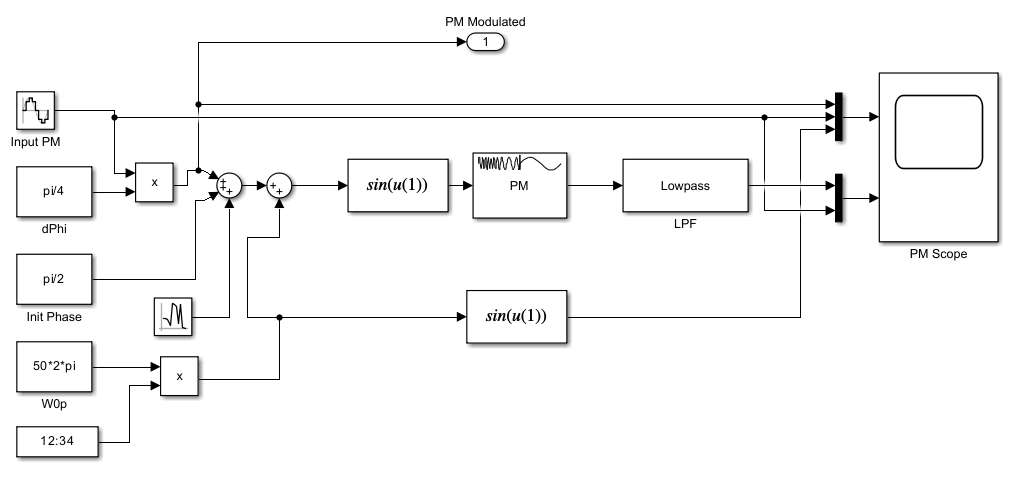 PM Modulated
1
Input PM
pi/4
dPhi
x
sin(u(1))
PM
Lowpass
LPF
PM Scope
pi/2
Init Phase
sin(u(1))
50*2*pi
W0p
x
12:34